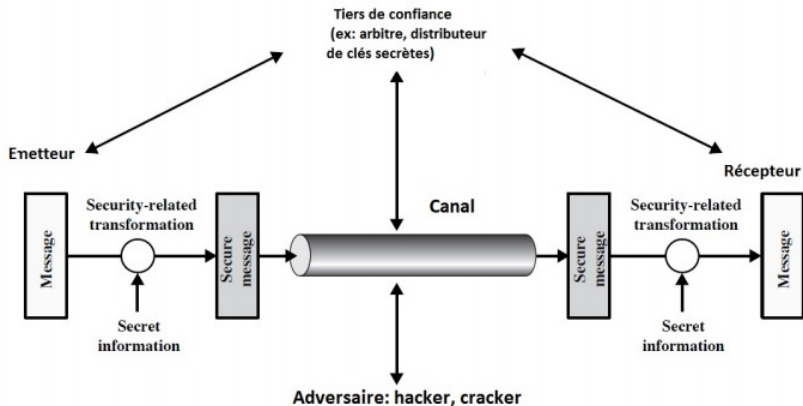 Tiers de confiance
(ex: arbitre, distributeur
de clés secrètes)
Emetteur
Récepteur
Message
Security-related
transformation
Secret
information
Secure
message
Canal
Secure
message
Security-related
transformation
Secret
information
Message
Adversaire: hacker, cracker